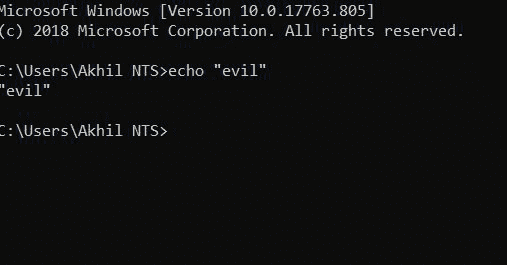 Microsoft Windows [Version 10.0.17763.805]
(c) 2018 Microsoft Corporation. All rights reserved.
C:\Users\Akhil NTS>echo "evil"
"evil"
C:\Users\Akhil NTS>